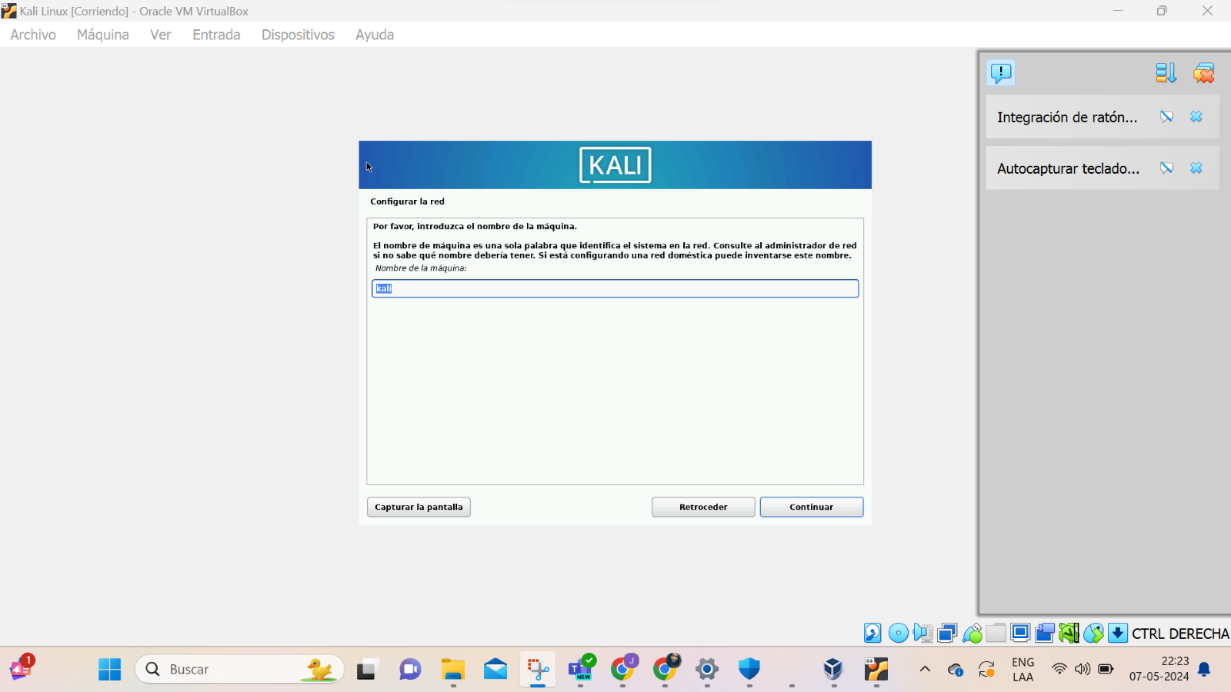 Kali Linux [Corriendo] - Oracle VM VirtualBox
Archivo Máquina Ver Entrada Dispositivos Ayuda
Integración de ratón...
Autocapturar teclado...
KALI
Configurar la red
Por favor, introduzca el nombre de la máquina.
El nombre de máquina es una sola palabra que identifica el sistema en la red. Consulte al administrador de red
si no sabe qué nombre debería tener. Si está configurando una red doméstica puede inventarse este nombre.
Nombre de la máquina:
kali
Capturar la pantalla Retroceder Continuar
CTRL DERECHA
1
Buscar
NEW
J
ENG
LAA
22:23
07-05-2024